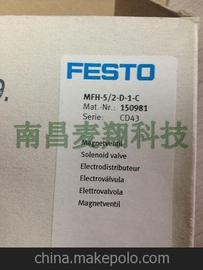 FESTO
MFH-5/2-D-1-C
Mat.-Nr.: 150981
Serie: CD43
南昌麦翔科技
Magnetventil
Solenoid valve
Electrodistributeur
Electroválvula
Elettrovalvola
Magnetventil
china.makepolo.com